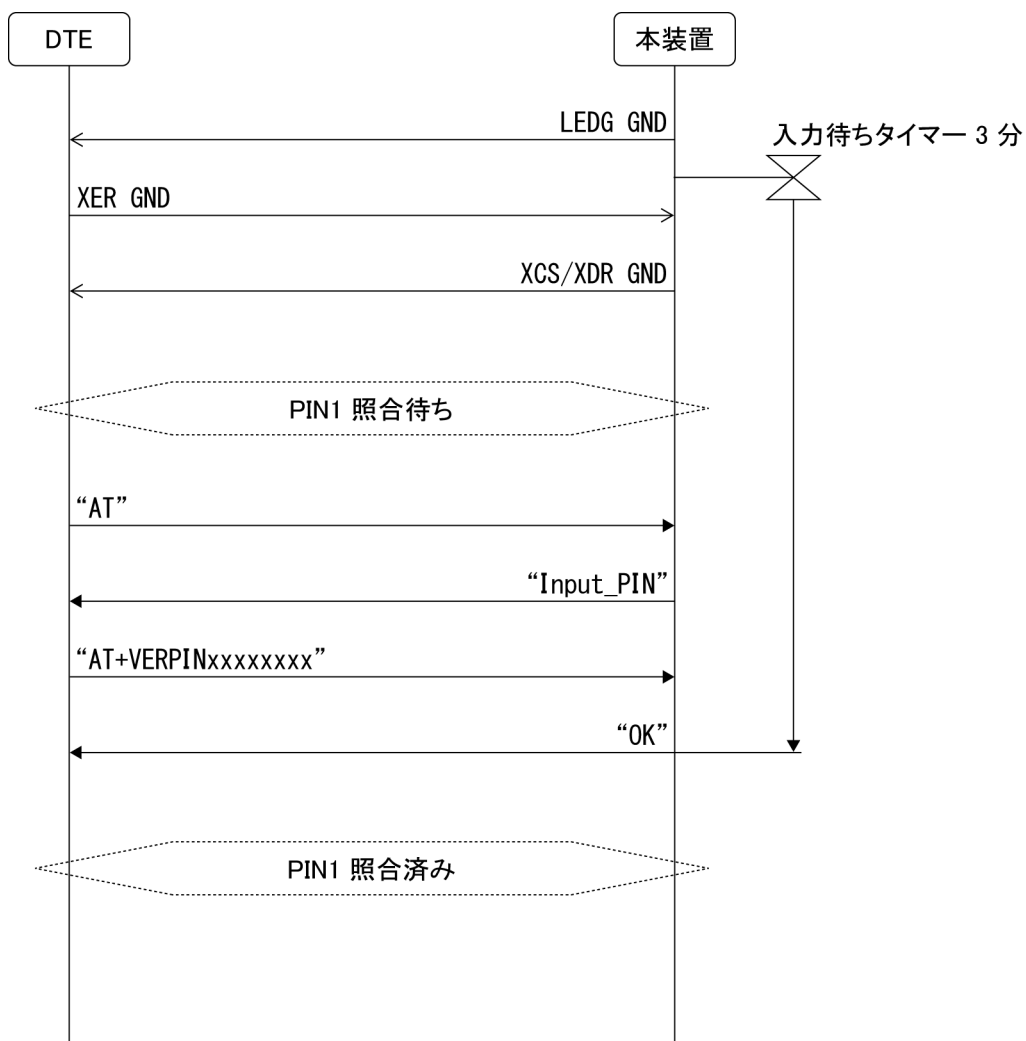 DTE
本装置
LEDG GND
入力待ちタイマー 3 分
XER GND
XCS/XDR GND
PIN1 照合待ち
“AT”
“Input_PIN”
“AT+VERPINxxxxxxxx”
“OK”
PIN1 照合済み